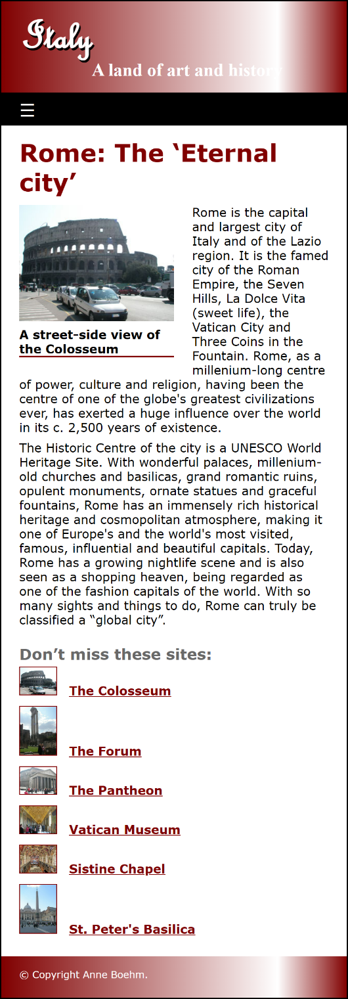 Italy
A land of art and history
☰
Rome: The ‘Eternal
city’
A street-side view of
the Colosseum
Rome is the capital
and largest city of
Italy and of the Lazio
region. It is the famed
city of the Roman
Empire, the Seven
Hills, La Dolce Vita
(sweet life), the
Vatican City and
Three Coins in the
Fountain. Rome, as a
millenium-long centre
of power, culture and religion, having been the
centre of one of the globe's greatest civilizations
ever, has exerted a huge influence over the world
in its c. 2,500 years of existence.
The Historic Centre of the city is a UNESCO World
Heritage Site. With wonderful palaces, millenium-
old churches and basilicas, grand romantic ruins,
opulent monuments, ornate statues and graceful
fountains, Rome has an immensely rich historical
heritage and cosmopolitan atmosphere, making it
one of Europe's and the world's most visited,
famous, influential and beautiful capitals. Today,
Rome has a growing nightlife scene and is also
seen as a shopping heaven, being regarded as
one of the fashion capitals of the world. With so
many sights and things to do, Rome can truly be
classified a “global city”.
Don’t miss these sites:
The Colosseum
The Forum
The Pantheon
Vatican Museum
Sistine Chapel
St. Peter's Basilica
© Copyright Anne Boehm.